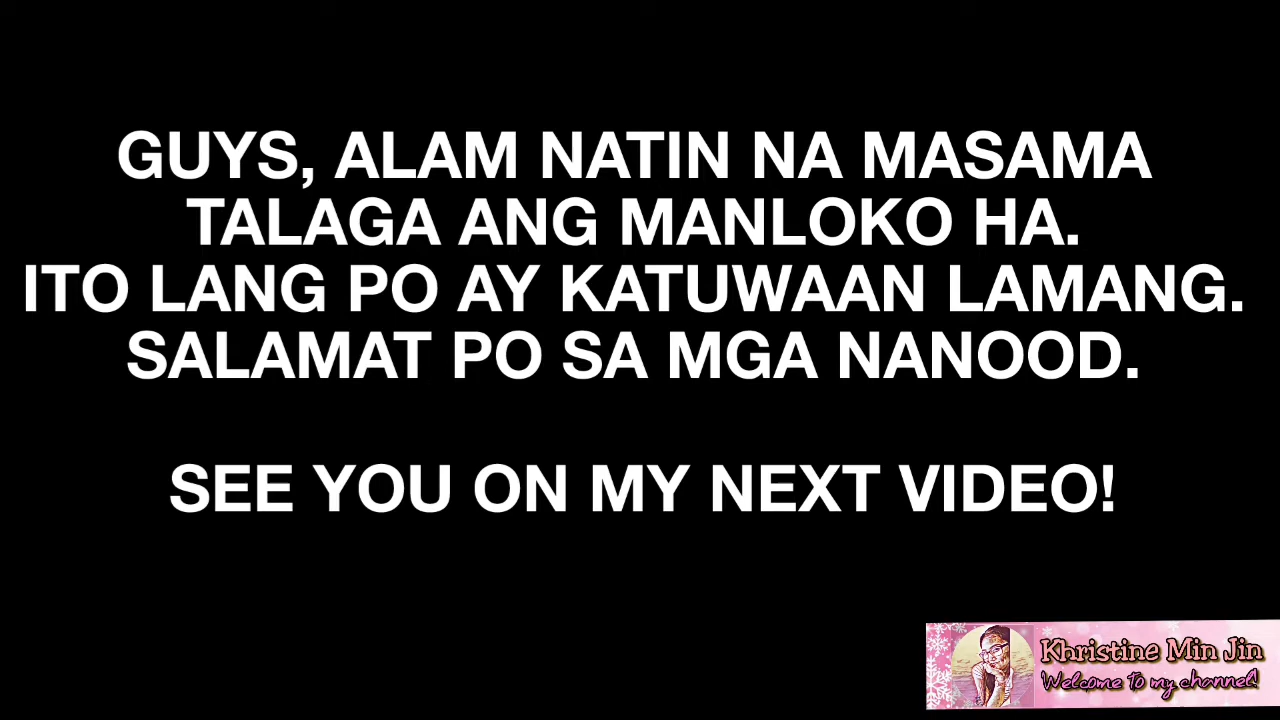 GUYS, ALAM NATIN NA MASAMA
TALAGA ANG MANLOKO HA.
ITO LANG PO AY KATUWAAN LAMANG.
SALAMAT PO SA MGA NANOOD.
SEE YOU ON MY NEXT VIDEO!
Khristine Min Jin
Welcome to my channel!